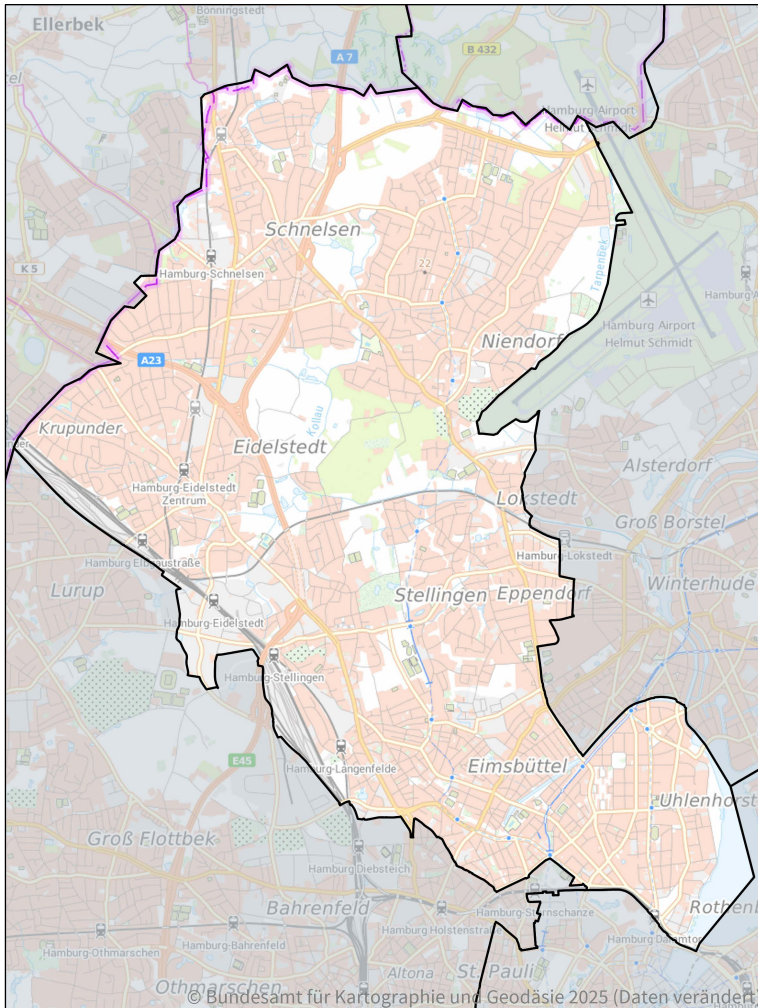 Bönningstedt
Ellerbek
A 7
B 432
Hamburg-Airport
Helmut Schmidt
Schnelsen
K 5
Hamburg-Schnelsen
22
Tarpenbek
Hamburg Airport
Helmut Schmidt
Niendorf
A23
Kollau
Krupunder
Eidelstedt
Alsterdorf
Hamburg-Eidelstedt
Zentrum
Lokstedt
Groß Borstel
Hamburg Elbgaustraße
Hamburg-Lokstedt
Lurup
Stellingen
Eppendorf
Winterhude
Hamburg-Eidelstedt
Hamburg-Stellingen
E45
Hamburg-Langenfelde
Eimsbüttel
Uhlenhorst
Groß Flottbek
Hamburg Diebsteich
Bahrenfeld
Hamburg-Sternschanze
Rothenb
Hamburg-Othmarschen
Hamburg-Bahrenfeld
Hamburg Holstenstraße
Hamburg Dammtor
Othmarschen
Altona
St. Pauli
© Bundesamt für Kartographie und Geodäsie 2025 (Daten verändert)